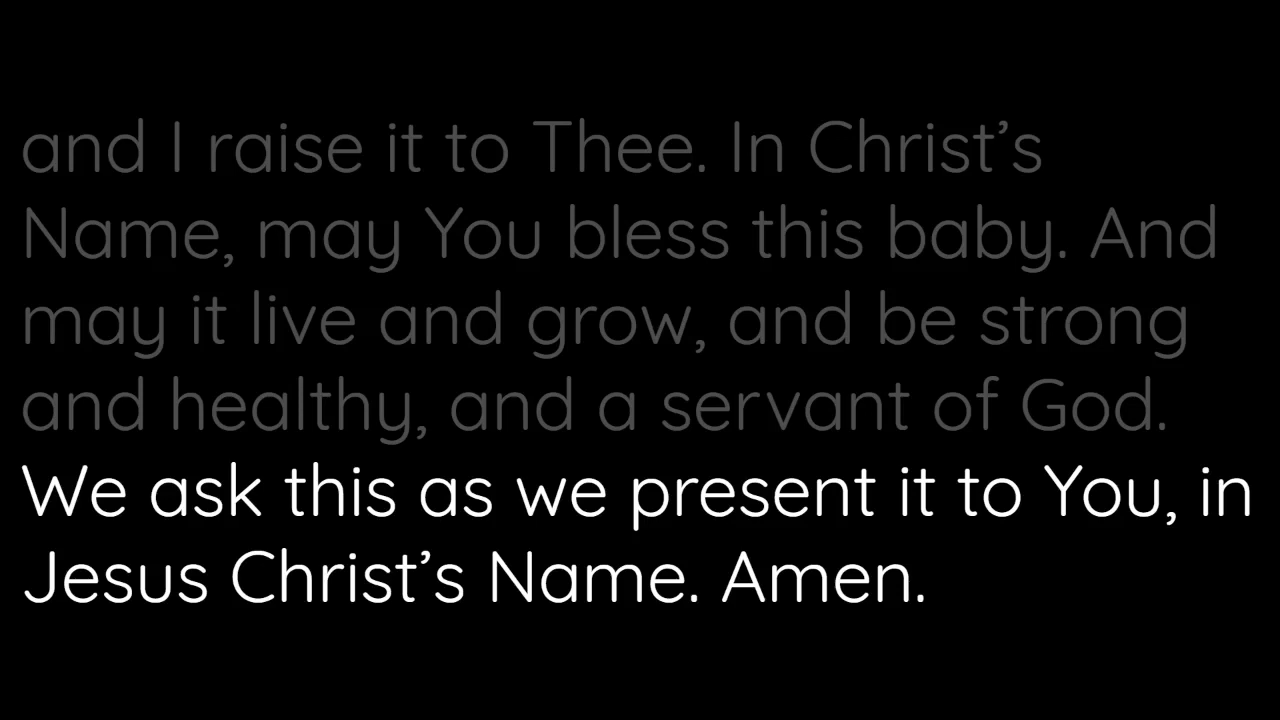 and I raise it to Thee. In Christ’s
Name, may You bless this baby. And
may it live and grow, and be strong
and healthy, and a servant of God.
We ask this as we present it to You, in
Jesus Christ’s Name. Amen.